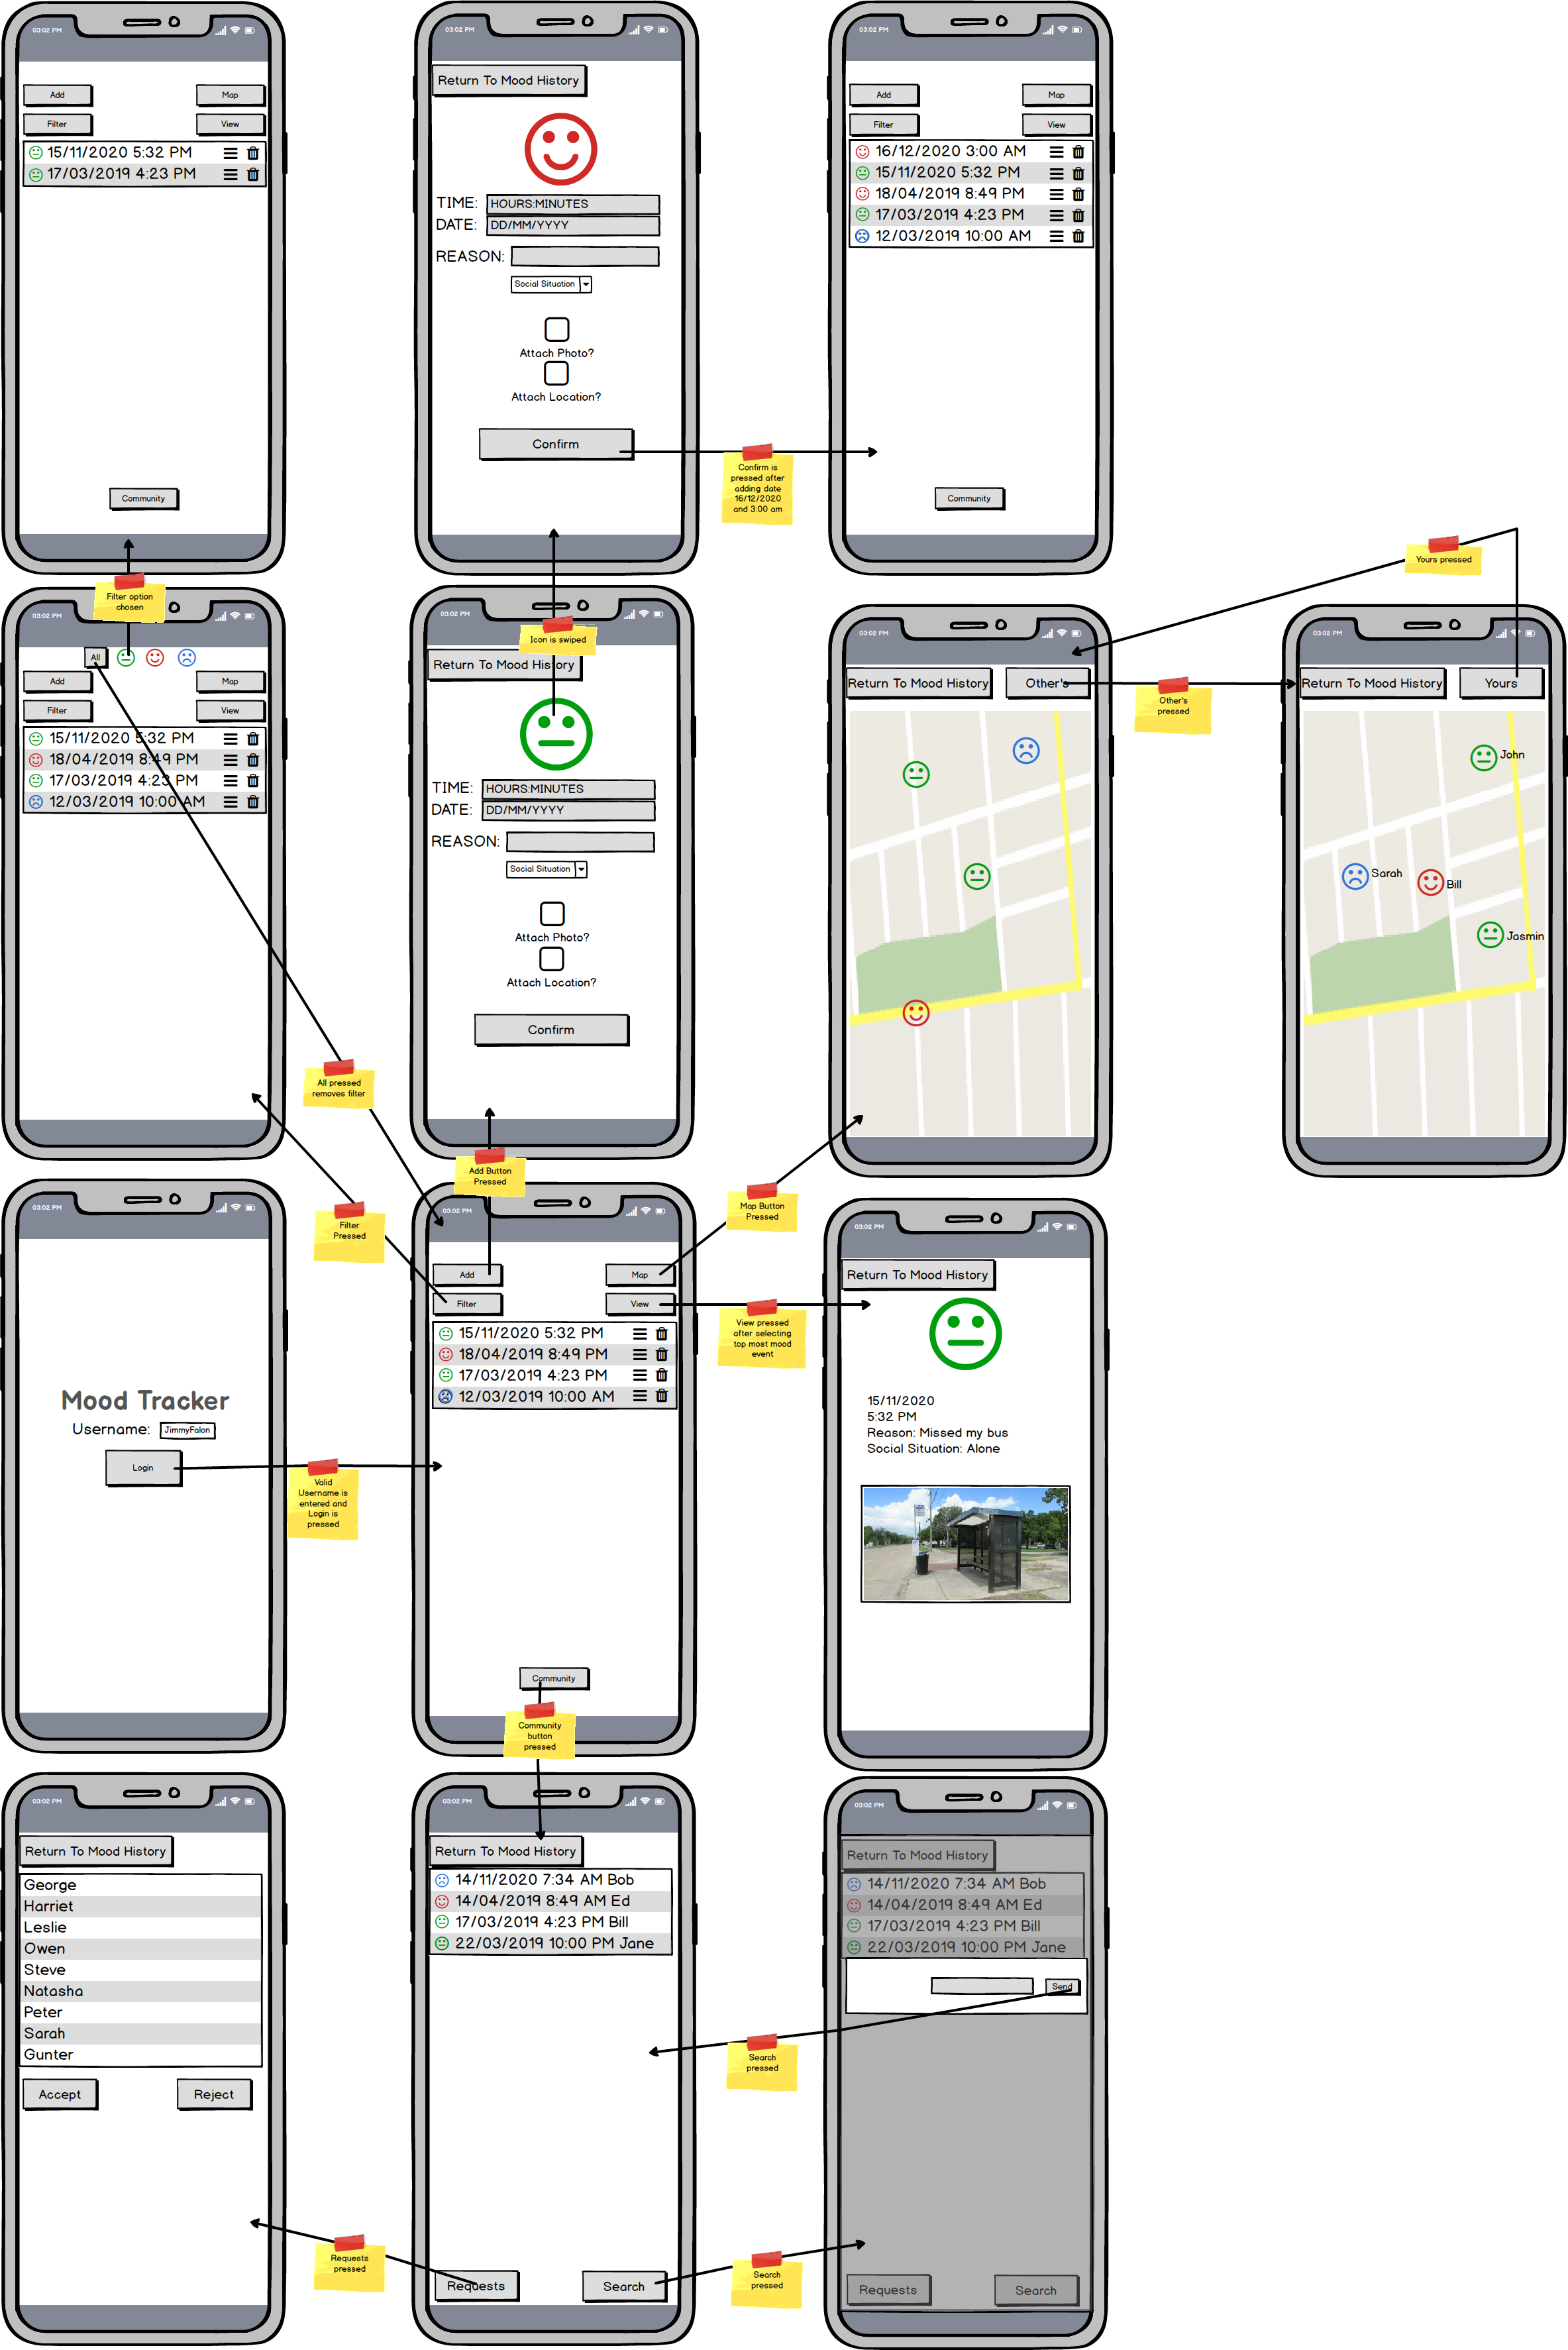 03:02 PM
Add
Map
Filter
View
15/11/2020 5:32 PM
17/03/2019 4:23 PM
Community
03:02 PM
Return To Mood History
TIME:
HOURS:MINUTES
DATE:
DD/MM/YYYY
REASON:
Social Situation
Attach Photo?
Attach Location?
Confirm
Confirm is
pressed after
adding date
16/12/2020
and 3:00 am
03:02 PM
Add
Map
Filter
View
16/12/2020 3:00 AM
15/11/2020 5:32 PM
18/04/2019 8:49 PM
17/03/2019 4:23 PM
12/03/2019 10:00 AM
Community
Filter option
chosen
03:02 PM
All
Add
Map
Filter
View
15/11/2020 5:32 PM
18/04/2019 8:49 PM
17/03/2019 4:23 PM
12/03/2019 10:00 AM
All pressed
removes filter
Filter
Pressed
03:02 PM
Icon is swiped
Return To Mood History
TIME:
HOURS:MINUTES
DATE:
DD/MM/YYYY
REASON:
Social Situation
Attach Photo?
Attach Location?
Confirm
Add Button
Pressed
03:02 PM
Return To Mood History
Other's
Other's
pressed
Map Button
Pressed
Yours pressed
03:02 PM
Return To Mood History
Yours
John
Sarah
Bill
Jasmin
03:02 PM
Mood Tracker
Username:
JimmyFalon
Login
Valid
Username is
entered and
Login is
pressed
03:02 PM
Add
Map
Filter
View
15/11/2020 5:32 PM
18/04/2019 8:49 PM
17/03/2019 4:23 PM
12/03/2019 10:00 AM
Community
Community
button
pressed
View pressed
after selecting
top most mood
event
03:02 PM
Return To Mood History
15/11/2020
5:32 PM
Reason: Missed my bus
Social Situation: Alone
03:02 PM
Return To Mood History
George
Harriet
Leslie
Owen
Steve
Natasha
Peter
Sarah
Gunter
Accept
Reject
Requests
pressed
03:02 PM
Return To Mood History
14/11/2020 7:34 AM Bob
14/04/2019 8:49 AM Ed
17/03/2019 4:23 PM Bill
22/03/2019 10:00 PM Jane
Requests
Search
Search
pressed
Search
pressed
03:02 PM
Return To Mood History
14/11/2020 7:34 AM Bob
14/04/2019 8:49 AM Ed
17/03/2019 4:23 PM Bill
22/03/2019 10:00 PM Jane
Send
Requests
Search